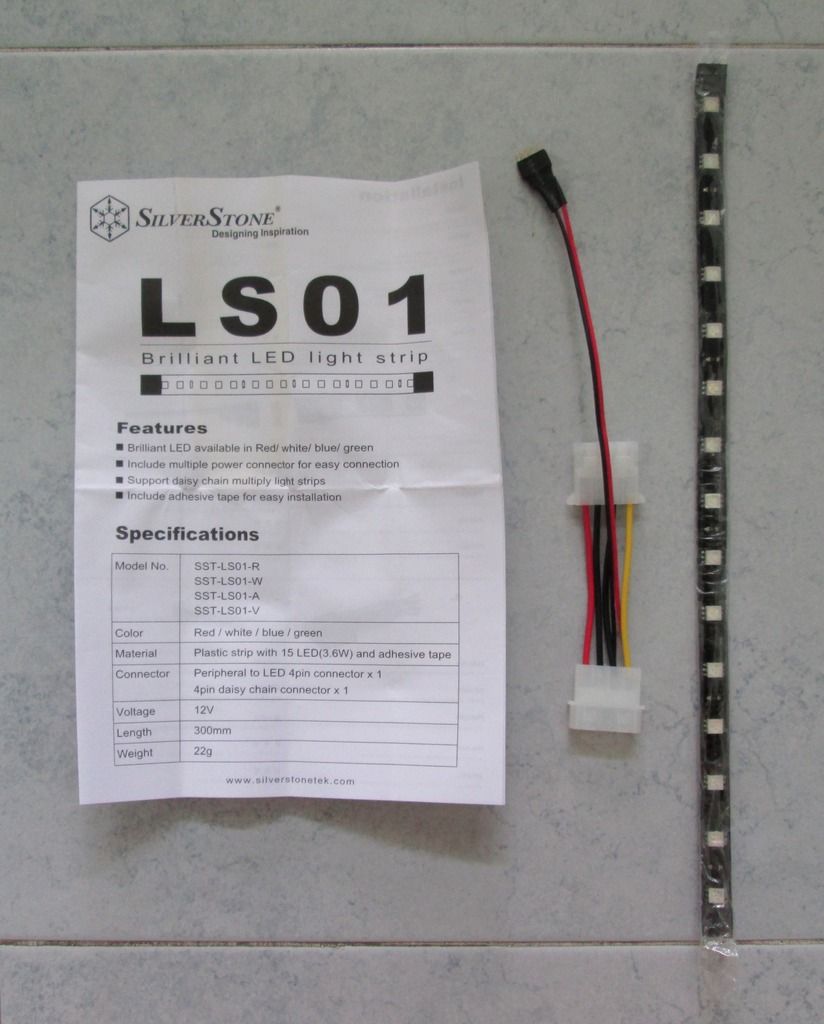 SILVERSTONE®
Designing Inspiration
LS01
Brilliant LED light strip
Features
■ Brilliant LED available in Red/ white/ blue/ green
■ Include multiple power connector for easy connection
■ Support daisy chain multiply light strips
■ Include adhesive tape for easy installation
Specifications
Model No. SST-LS01-R
SST-LS01-W
SST-LS01-A
SST-LS01-V
Color Red / white / blue / green
Material Plastic strip with 15 LED(3.6W) and adhesive tape
Connector Peripheral to LED 4pin connector x 1
4pin daisy chain connector x 1
Voltage 12V
Length 300mm
Weight 22g
www.silverstonetek.com